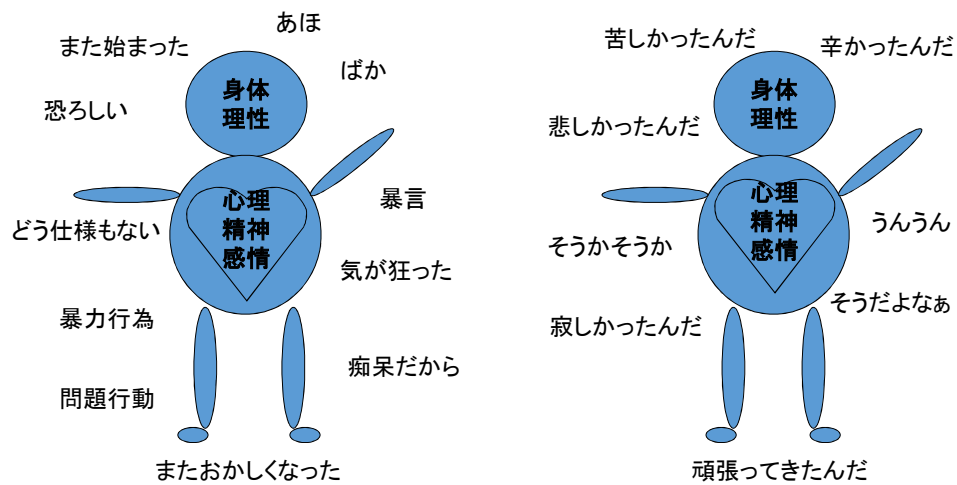 あほ
また始まった
ばか
身体
理性
恐ろしい
暴言
心理
精神
感情
どう仕様もない
気が狂った
暴力行為
痴呆だから
問題行動
またおかしくなった
苦しかったんだ
辛かったんだ
身体
理性
悲しかったんだ
心理
精神
感情
うんうん
そうかそうか
そうだよなぁ
寂しかったんだ
頑張ってきたんだ